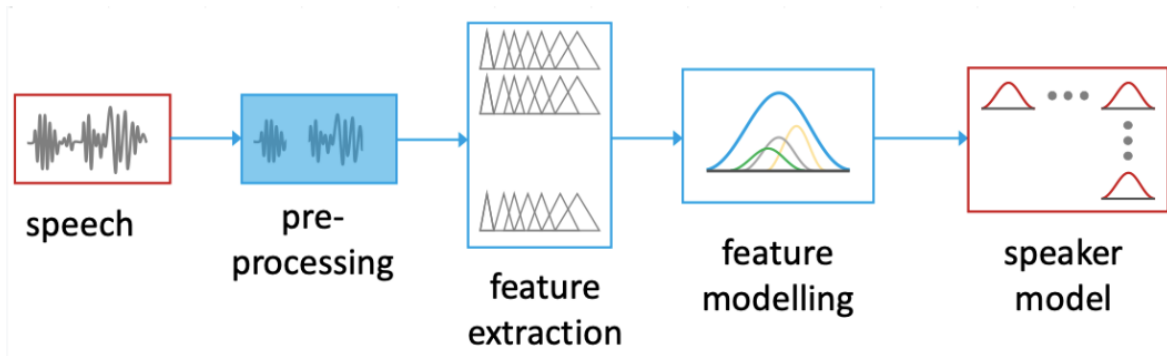 speech
pre-
processing
feature
extraction
feature
modelling
speaker
model